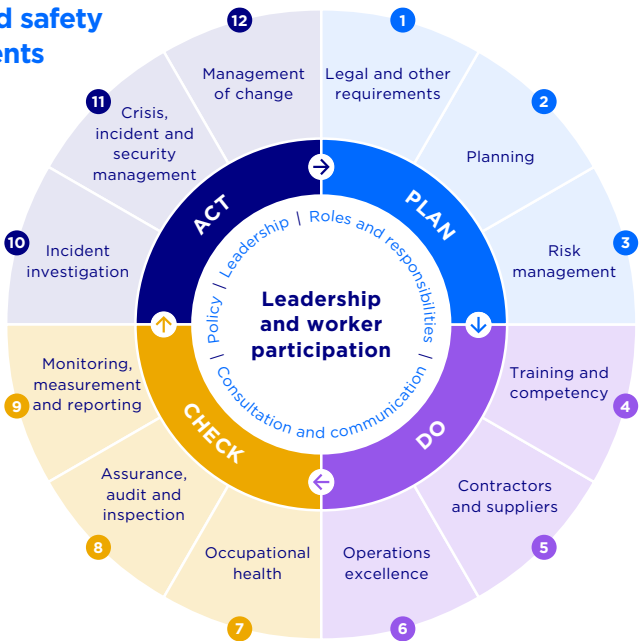 d safety
ents
12
Management
of change
1
Legal and other
requirements
2
Planning
3
Risk
management
4
Training and
competency
5
Contractors
and suppliers
6
Operations
excellence
7
Occupational
health
8
Assurance,
audit and
inspection
9
Monitoring,
measurement
and reporting
10
Incident
investigation
11
Crisis,
incident and
security
management
ACT
PLAN
DO
CHECK
Policy | Leadership | Roles and responsibilities |
Consultation and communication |
Leadership
and worker
participation